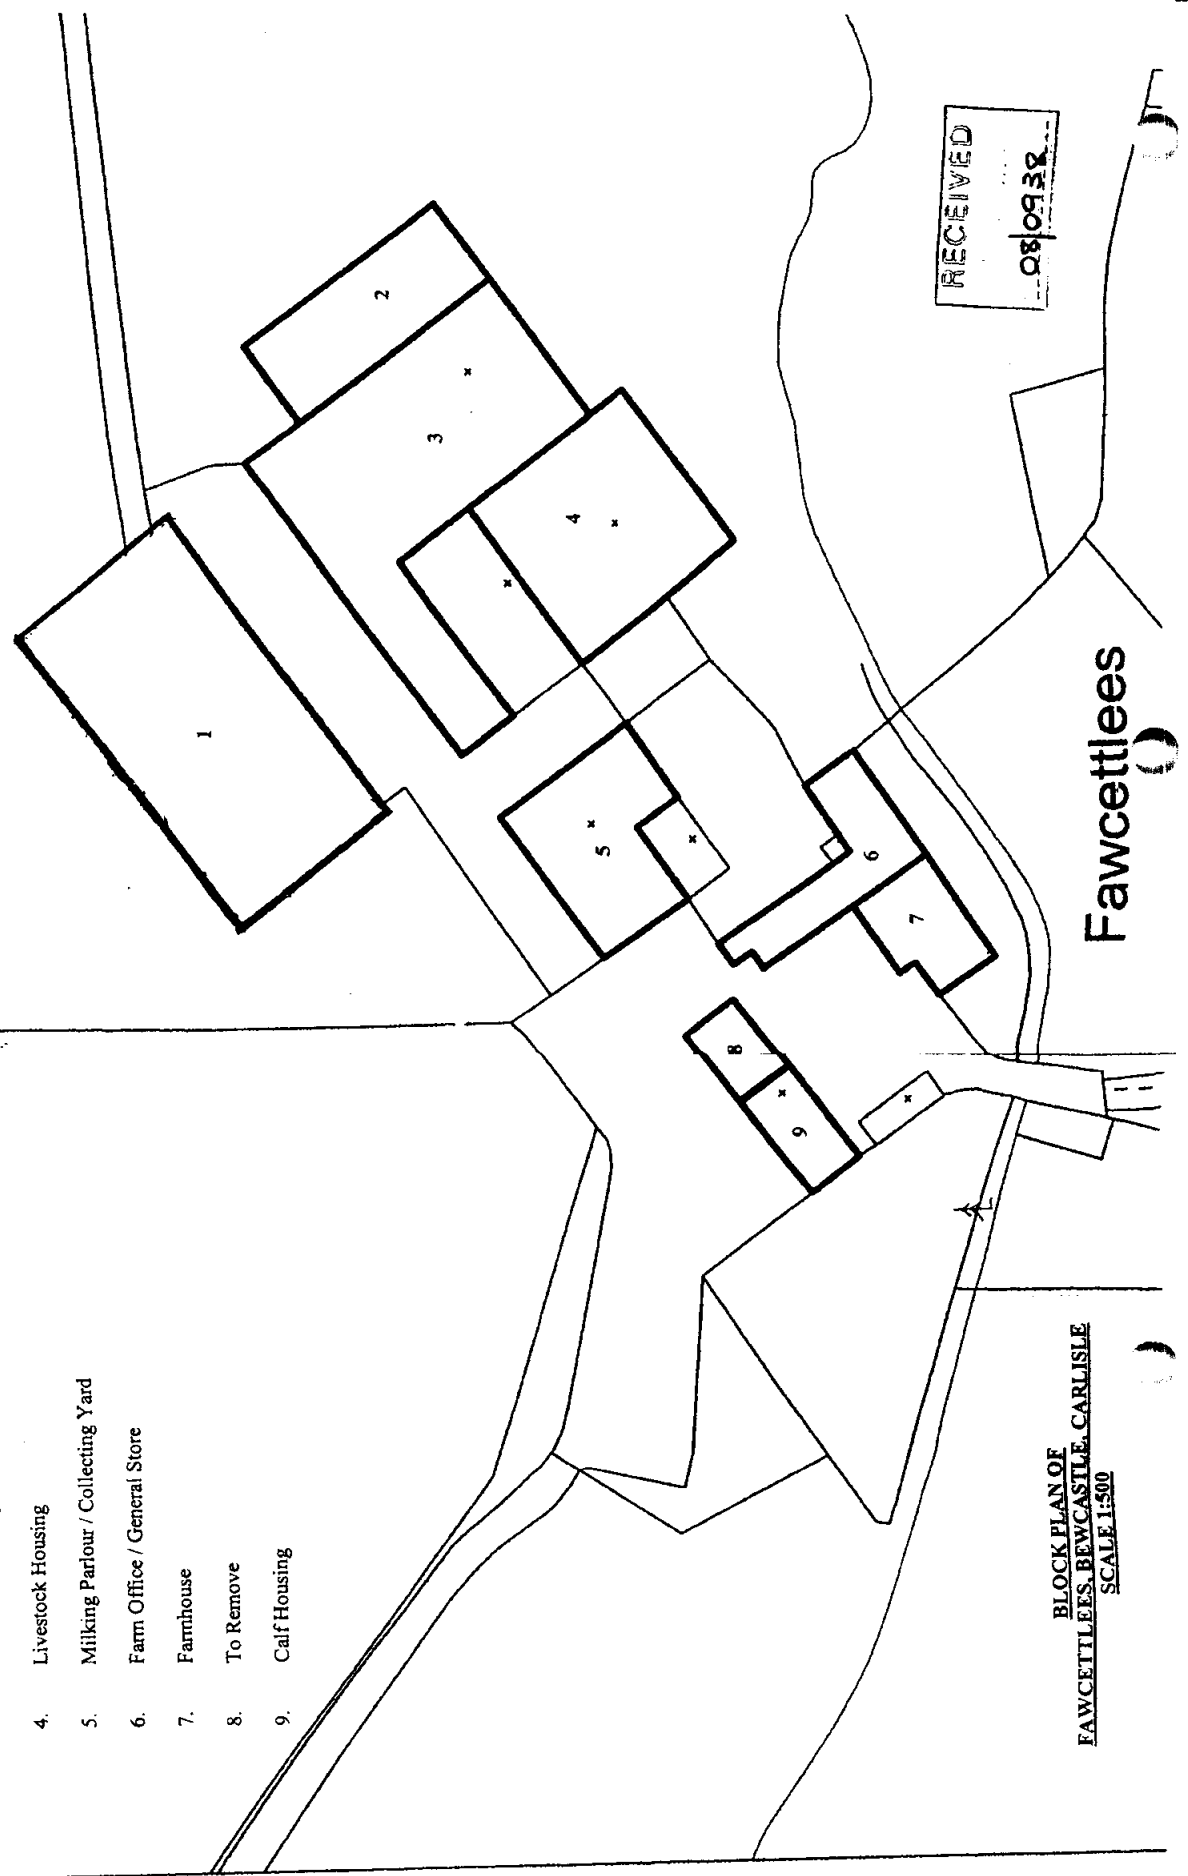 4. Livestock Housing
5. Milking Parlour / Collecting Yard
6. Farm Office / General Store
7. Farmhouse
8. To Remove
9. Calf Housing
1
2
3
x
4
x
x
5
x
x
6
7
8
9
x
x
RECEIVED
08/0938
Fawcettlees
BLOCK PLAN OF
FAWCETTLEES, BEWCASTLE, CARLISLE
SCALE 1:500